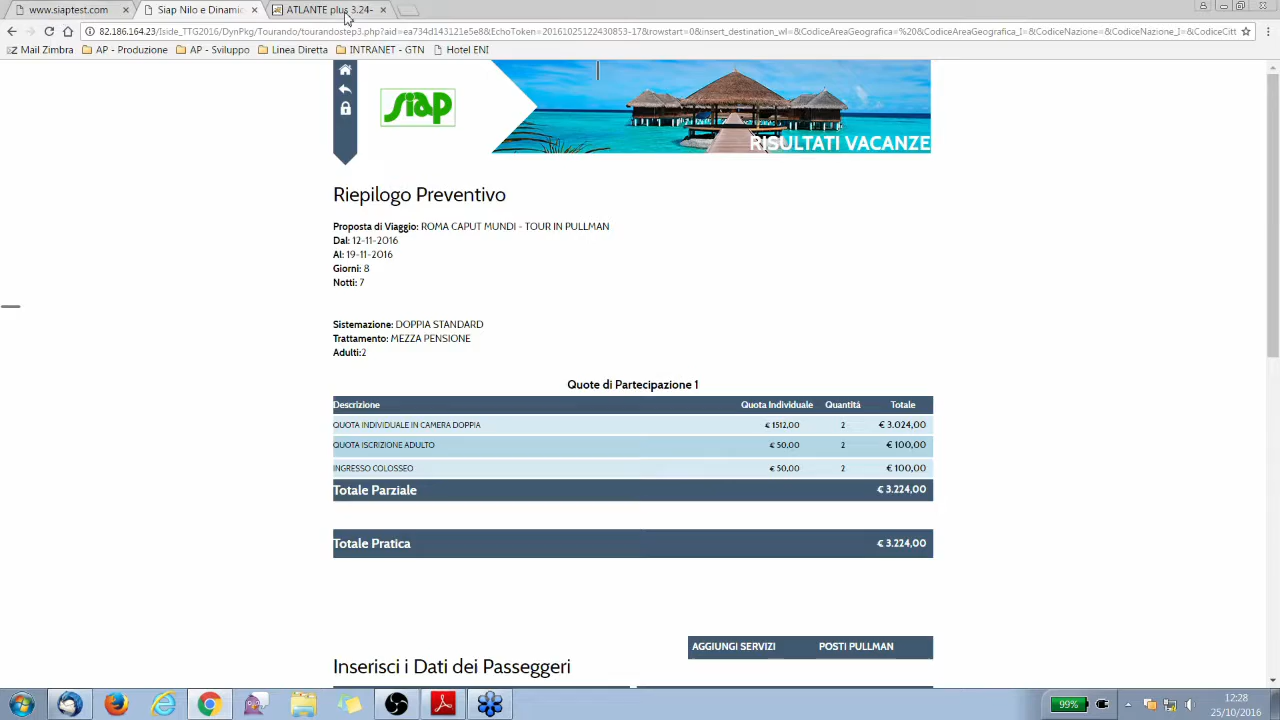 www.siaptest.com
Siap Nilo e Dinamic
ATLANTE plus 3.24-
82.186.164.23/Iside_TTG2016/DynPkg/Tourando/tourandostep3.php?aid=ea734d143121e5e8&EchoToken=20161025122430853-17&rowstart=0&insert_destination_wl=&CodiceAreaGeografica=%20&CodiceAreaGeografica_I=&CodiceNazione=&CodiceNazione_I=&CodiceCitt
Mail Zimbra AP - Produzione AP - Sviluppo Linea Diretta INTRANET - GTN Hotel ENI
siap
RISULTATI VACANZE
Riepilogo Preventivo
Proposta di Viaggio: ROMA CAPUT MUNDI - TOUR IN PULLMAN
Dal: 12-11-2016
Al: 19-11-2016
Giorni: 8
Notti: 7
Sistemazione: DOPPIA STANDARD
Trattamento: MEZZA PENSIONE
Adulti:2
Quote di Partecipazione 1
Descrizione Quota Individuale Quantità Totale
QUOTA INDIVIDUALE IN CAMERA DOPPIA € 1512,00 2 € 3.024,00
QUOTA ISCRIZIONE ADULTO € 50,00 2 € 100,00
INGRESSO COLOSSEO € 50,00 2 € 100,00
Totale Parziale € 3.224,00
Totale Pratica € 3.224,00
AGGIUNGI SERVIZI POSTI PULLMAN
Inserisci i Dati dei Passeggeri
99%
12:28
25/10/2016